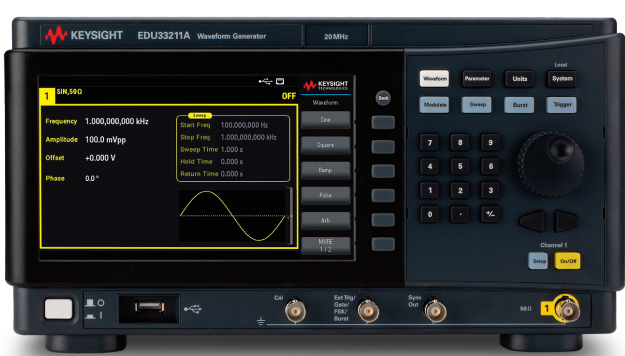 KEYSIGHT EDU33211A Waveform Generator 20 MHz
1 SIN,50Ω OFF
Frequency 1.000,000,000 kHz
Amplitude 100.0 mVpp
Offset +0.000 V
Phase 0.0 °
Sweep
Start Freq 100.000,000 Hz
Stop Freq 1.000,000,000 kHz
Sweep Time 1.000 s
Hold Time 0.000 s
Return Time 0.000 s
KEYSIGHT
TECHNOLOGIES
Waveform
Sine
Square
Ramp
Pulse
Arb
MORE
1 / 2
Back
Local
Waveform Parameter Units System
Modulate Sweep Burst Trigger
7 8 9
4 5 6
1 2 3
0 . +/-
Channel 1
Setup On/Off
Cal
Ext Trig/
Gate/
FSK/
Burst
Sync
Out
50 Ω 1